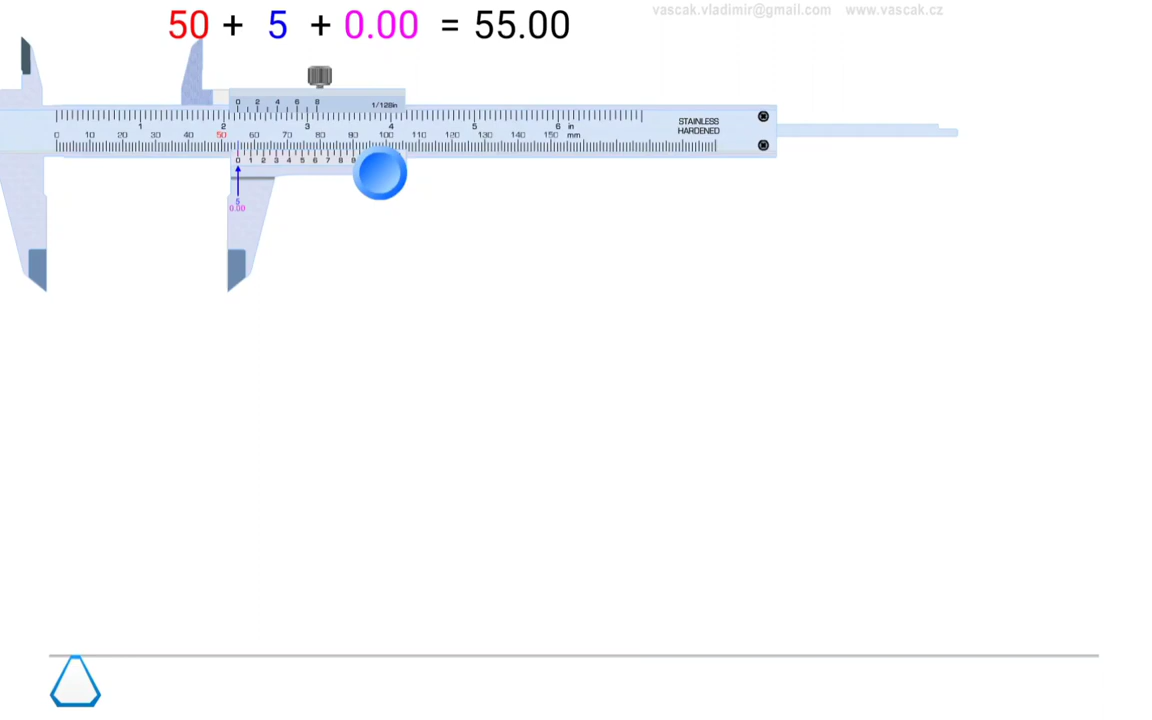 vascak.vladimir@gmail.com www.vascak.cz
50 + 5 + 0.00 = 55.00
0 2 4 6 8 1/128in
1 2 3 4 5 6 in
STAINLESS
HARDENED
0 10 20 30 40 50 60 70 80 90 100 110 120 130 140 150 mm
0 1 2 3 4 5 6 7 8 9
5
0.00